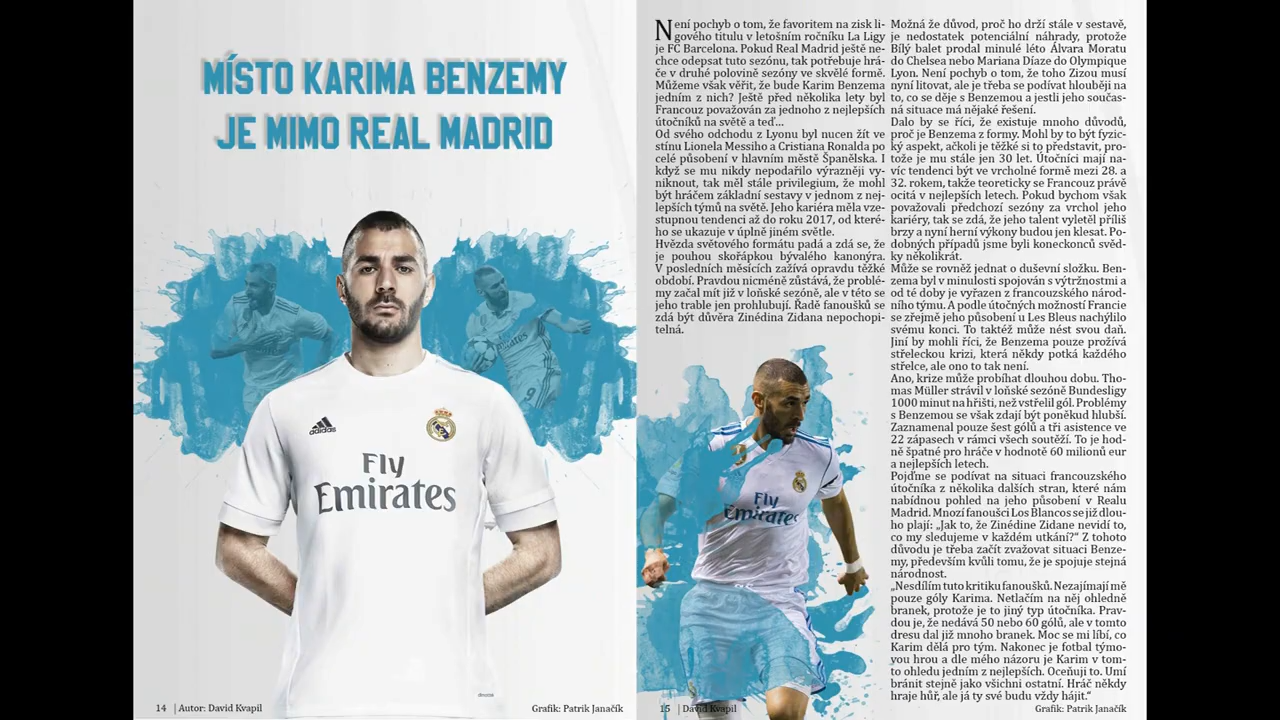 MÍSTO KARIMA BENZEMY
JE MIMO REAL MADRID
adidas
Fly
Emirates
14 | Autor: David Kvapil
Grafik: Patrik Janačík
Není pochyb o tom, že favoritem na zisk li-
gového titulu v letošním ročníku La Ligy
je FC Barcelona. Pokud Real Madrid ještě ne-
chce odepsat tuto sezónu, tak potřebuje hrá-
če v druhé polovině sezóny ve skvělé formě.
Můžeme však věřit, že bude Karim Benzema
jedním z nich? Ještě před několika lety byl
Francouz považován za jednoho z nejlepších
útočníků na světe a teď...
Od svého odchodu z Lyonu byl nucen žít ve
stínu Lionela Messiho a Cristiana Ronalda po
celé působení v hlavním městě Španělska. I
když se mu nikdy nepodařilo výrazněji vy-
niknout, tak měl stále privilegium, že mohl
být hráčem základní sestavy v jednom z nej-
lepších týmů na světě. Jeho kariéra měla vze-
stupnou tendenci až do roku 2017, od které-
ho se ukazuje v úplně jiném světle.
Hvězda světového formátu padá a zdá se, že
je pouhou skořápkou bývalého kanonýra.
V posledních měsících zažívá opravdu těžké
období. Pravdou nicméně zůstává, že problé-
my začal mít již v loňské sezóně, ale v této se
jeho trable jen prohlubují. Řadě fanoušků se
zdá být důvěra Zinédina Zidana nepochopi-
telná.
Fly
Emirates
Možná že důvod, proč ho drží stále v sestavě,
je nedostatek potenciální náhrady, protože
Bílý balet prodal minulé léto Álvara Moratu
do Chelsea nebo Mariana Díaze do Olympique
Lyon. Není pochyb o tom, že toho Zizou musí
nyní litovat, ale je třeba se podívat hlouběji na
to, co se děje s Benzemou a jestli jeho součas-
ná situace má nějaké řešení.
Dalo by se říci, že existuje mnoho důvodů,
proč je Benzema z formy. Mohl by to být fyzic-
ký aspekt, ačkoli je těžké si to představit, pro-
tože je mu stále jen 30 let. Útočníci mají na-
víc tendenci být ve vrcholné formě mezi 28. a
32. rokem, takže teoreticky se Francouz právě
ocitá v nejlepších letech. Pokud bychom však
považovali předchozí sezóny za vrchol jeho
kariéry, tak se zdá, že jeho talent vyletěl příliš
brzy a nyní herní výkony budou jen klesat. Po-
dobných případů jsme byli koneckonců svěd-
ky několikrát.
Může se rovněž jednat o duševní složku. Ben-
zema byl v minulosti spojován s výtržnostmi a
od té doby je vyřazen z francouzského národ-
ního týmu. A podle útočných možností Francie
se zřejmě jeho působení u Les Bleus nachýlilo
svému konci. To taktéž může nést svou daň.
Jiní by mohli říci, že Benzema pouze prožívá
střeleckou krizi, která někdy potká každého
střelce, ale ono to tak není.
Ano, krize může probíhat dlouhou dobu. Tho-
mas Müller strávil v loňské sezóně Bundesligy
1000 minut na hřišti, než vstřelil gól. Problémy
s Benzemou se však zdají být poněkud hlubší.
Zaznamenal pouze šest gólů a tři asistence ve
22 zápasech v rámci všech soutěží. To je hod-
ně špatné pro hráče v hodnotě 60 milionů eur
a nejlepších letech.
Pojďme se podívat na situaci francouzského
útočníka z několika dalších stran, které nám
nabídnou pohled na jeho působení v Realu
Madrid. Mnozí fanoušci Los Blancos se již dlou-
ho plají: „Jak to, že Zinédine Zidane nevidí to,
co my sledujeme v každém utkání?“ Z tohoto
důvodu je třeba začít zvažovat situaci Benze-
my, především kvůli tomu, že je spojuje stejná
národnost.
„Nesdílím tuto kritiku fanoušků. Nezajímají mě
pouze góly Karima. Netlačím na něj ohledně
branek, protože je to jiný typ útočníka. Prav-
dou je, že nedává 50 nebo 60 gólů, ale v tomto
dresu dal již mnoho branek. Moc se mi líbí, co
Karim dělá pro tým. Nakonec je fotbal týmo-
vou hrou a dle mého názoru je Karim v tom-
to ohledu jedním z nejlepších. Oceňuji to. Umí
bránit stejně jako všichni ostatní. Hráč někdy
hraje hůř, ale já ty své budu vždy hájit.“
15 | David Kvapil
Grafik: Patrik Janačík